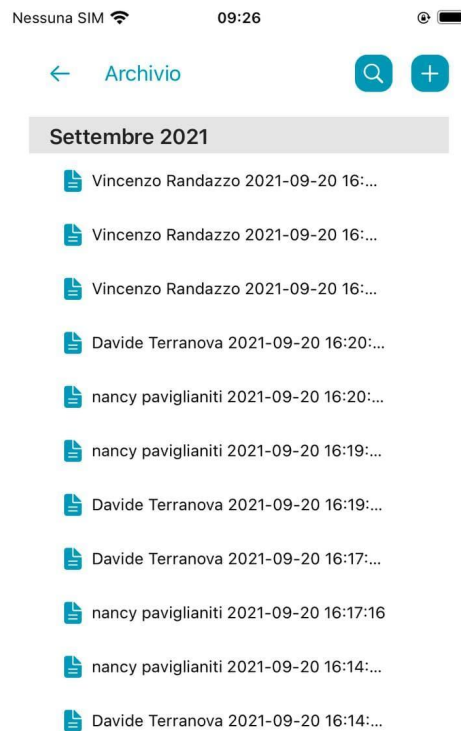 Nessuna SIM 09:26
Archivio
Settembre 2021
Vincenzo Randazzo 2021-09-20 16:...
Vincenzo Randazzo 2021-09-20 16:...
Vincenzo Randazzo 2021-09-20 16:...
Davide Terranova 2021-09-20 16:20:...
nancy paviglianiti 2021-09-20 16:20:...
nancy paviglianiti 2021-09-20 16:19:...
Davide Terranova 2021-09-20 16:19:...
Davide Terranova 2021-09-20 16:17:...
nancy paviglianiti 2021-09-20 16:17:16
nancy paviglianiti 2021-09-20 16:14:...
Davide Terranova 2021-09-20 16:14:...